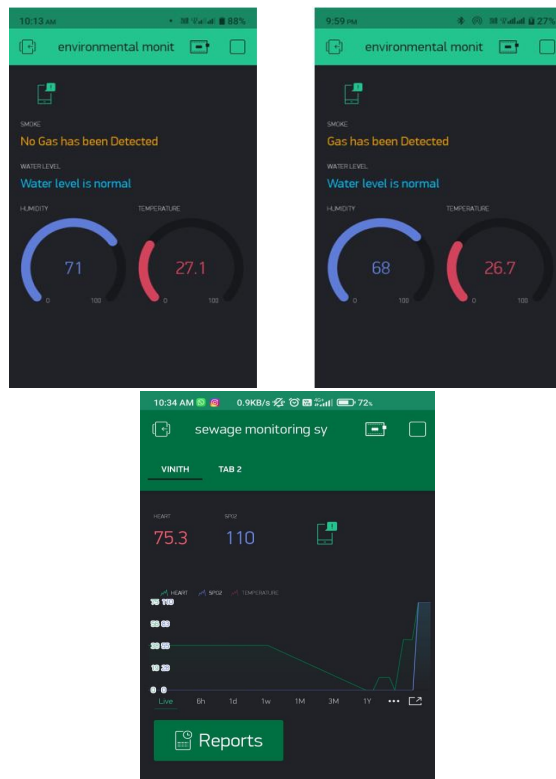 10:13 AM 88%
environmental monit
SMOKE
No Gas has been Detected
WATER LEVEL
Water level is normal
HUMIDITY TEMPERATURE
71 27.1
0 100 0 100
9:59 PM 27%
environmental monit
SMOKE
Gas has been Detected
WATER LEVEL
Water level is normal
HUMIDITY TEMPERATURE
68 26.7
0 100 0 100
10:34 AM 0.9KB/s 72%
sewage monitoring sy
VINITH TAB 2
HEART SPO2
75.3 110
HEART SPO2 TEMPERATURE
75 110
0 0
Live 6h 1d 1w 1M 3M 1Y
Reports